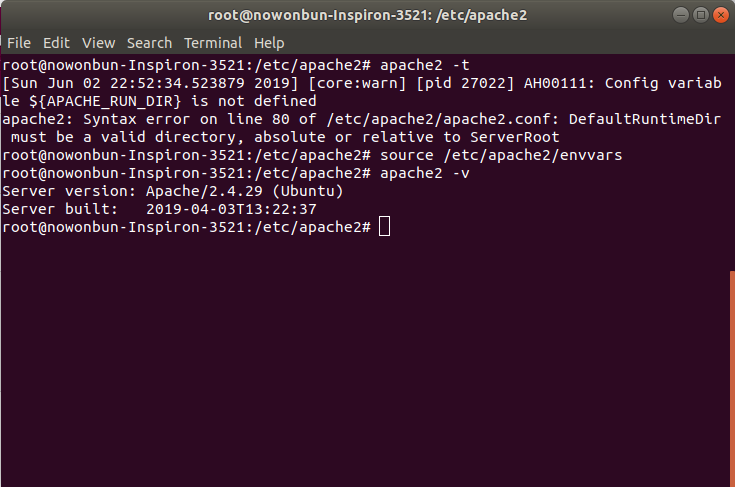 root@nowonbun-Inspiron-3521: /etc/apache2
File Edit View Search Terminal Help
root@nowonbun-Inspiron-3521:/etc/apache2# apache2 -t
[Sun Jun 02 22:52:34.523879 2019] [core:warn] [pid 27022] AH00111: Config variab
le ${APACHE_RUN_DIR} is not defined
apache2: Syntax error on line 80 of /etc/apache2/apache2.conf: DefaultRuntimeDir
 must be a valid directory, absolute or relative to ServerRoot
root@nowonbun-Inspiron-3521:/etc/apache2# source /etc/apache2/envvars
root@nowonbun-Inspiron-3521:/etc/apache2# apache2 -v
Server version: Apache/2.4.29 (Ubuntu)
Server built:   2019-04-03T13:22:37
root@nowonbun-Inspiron-3521:/etc/apache2#